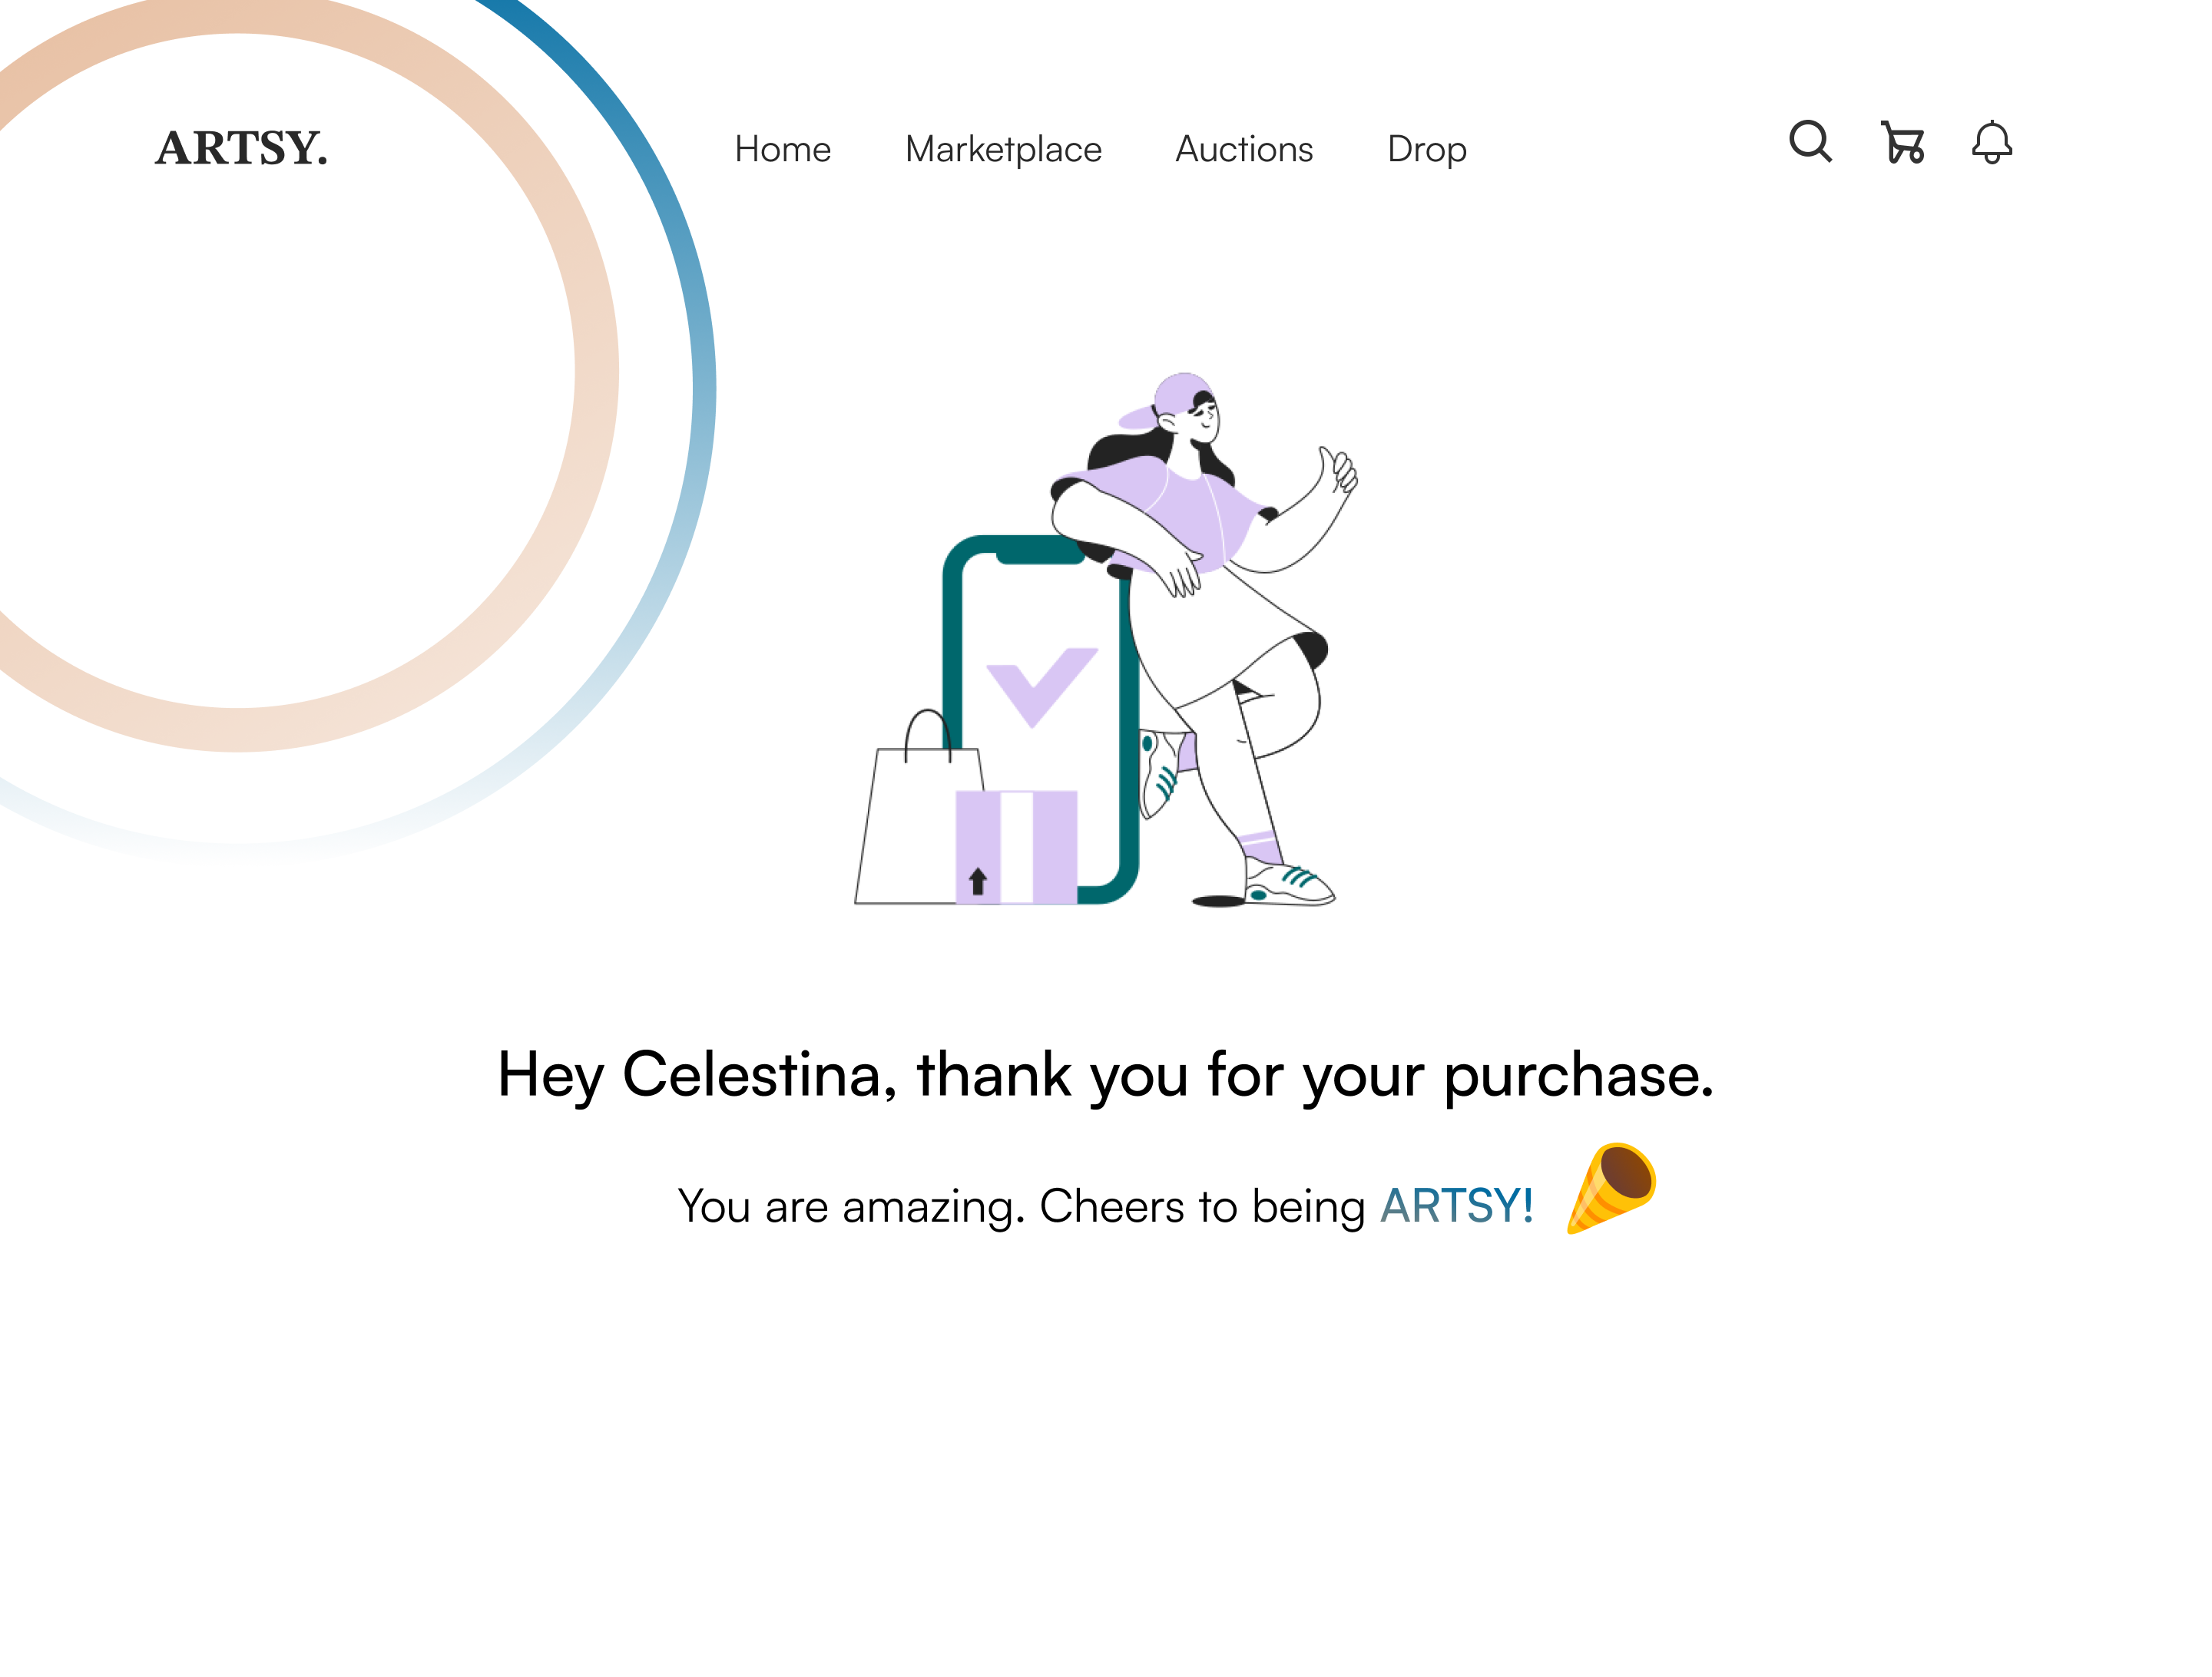 ARTSY.
Home Marketplace Auctions Drop
Hey Celestina, thank you for your purchase.
You are amazing. Cheers to being ARTSY!